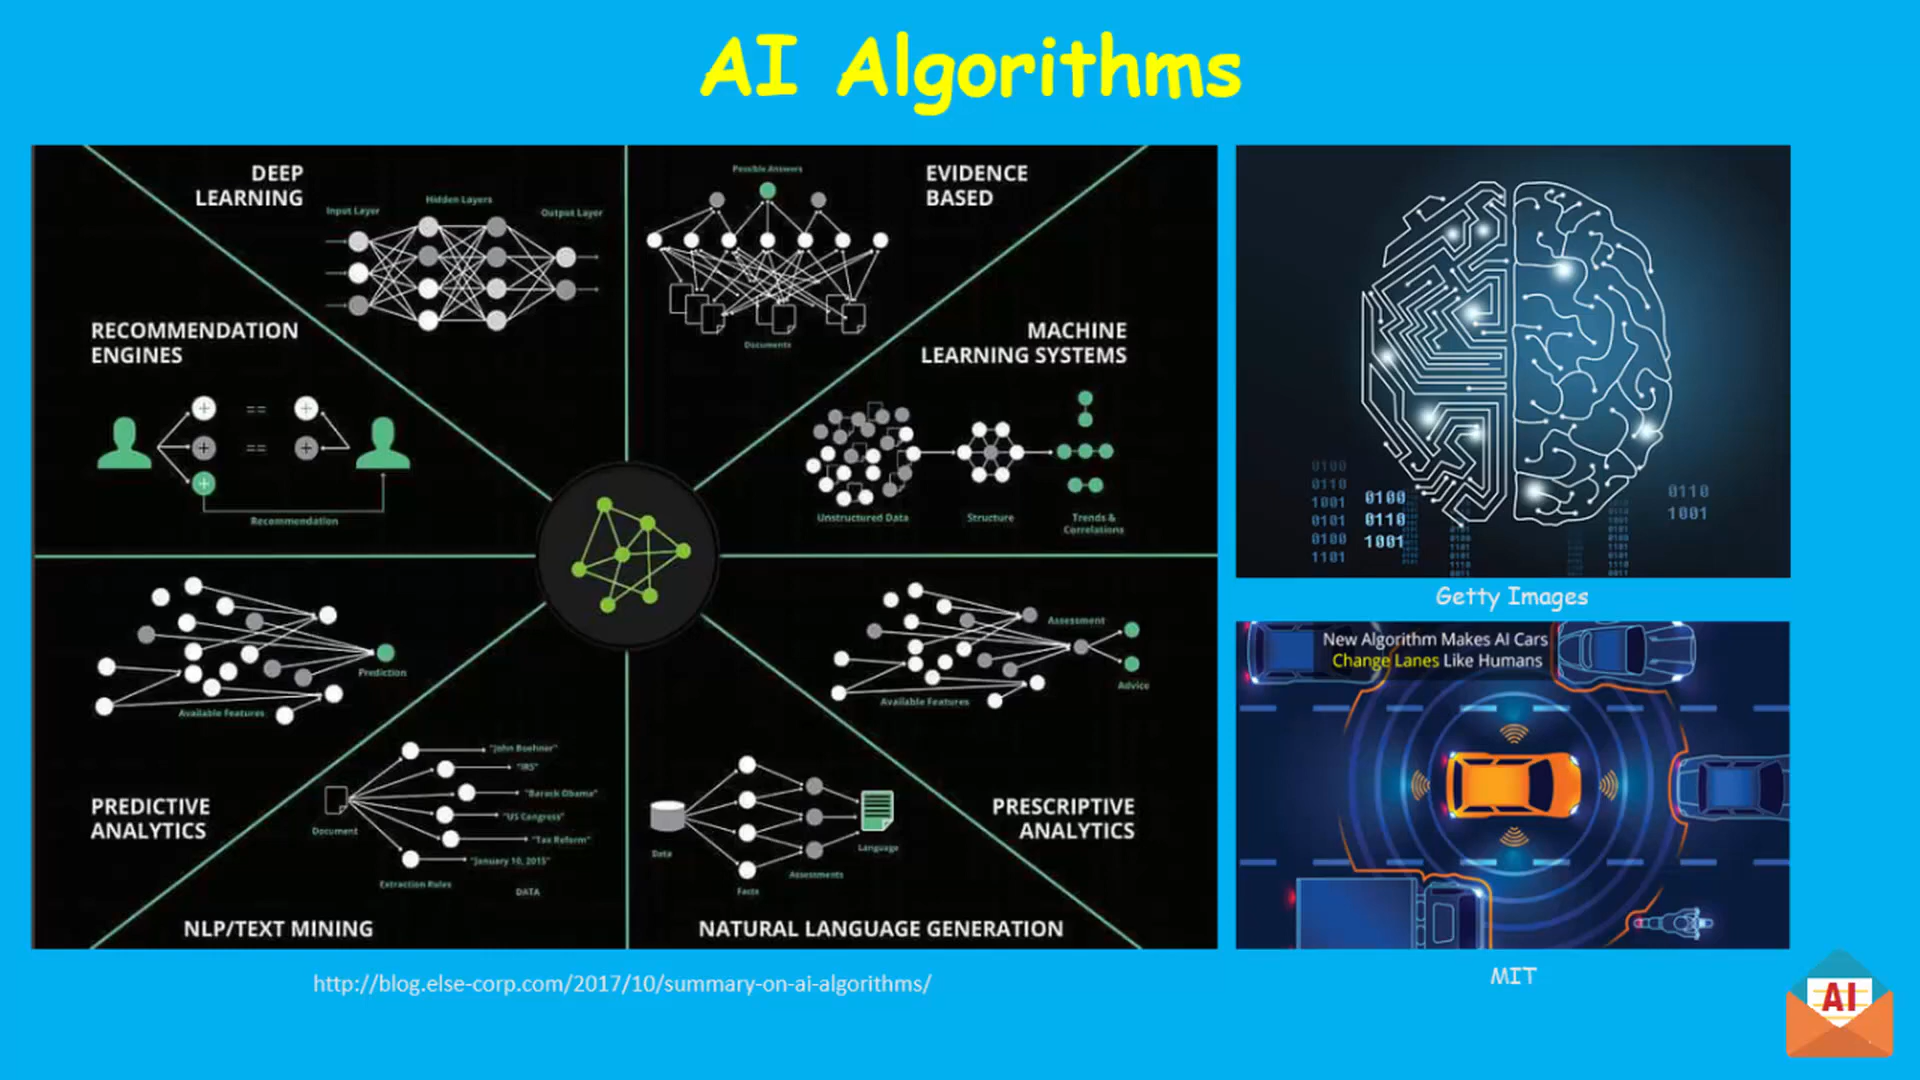 AI Algorithms
DEEP
LEARNING
Input Layer
Hidden Layers
Output Layer
Possible Answers
Documents
EVIDENCE
BASED
RECOMMENDATION
ENGINES
==
==
Recommendation
MACHINE
LEARNING SYSTEMS
Unstructured Data
Structure
Trends &
Correlations
Prediction
Available Features
PREDICTIVE
ANALYTICS
Assessment
Advice
Available Features
PRESCRIPTIVE
ANALYTICS
Document
"John Boehner"
"IRS"
"Barack Obama"
"US Congress"
"Tax Reform"
"January 10, 2015"
Extraction Rules
DATA
NLP/TEXT MINING
Data
Facts
Assessments
Language
NATURAL LANGUAGE GENERATION
http://blog.else-corp.com/2017/10/summary-on-ai-algorithms/
0100
0110
1001
0101
0100
1101
0100
0110
1001
0110
1001
Getty Images
New Algorithm Makes AI Cars
Change Lanes Like Humans
MIT
AI